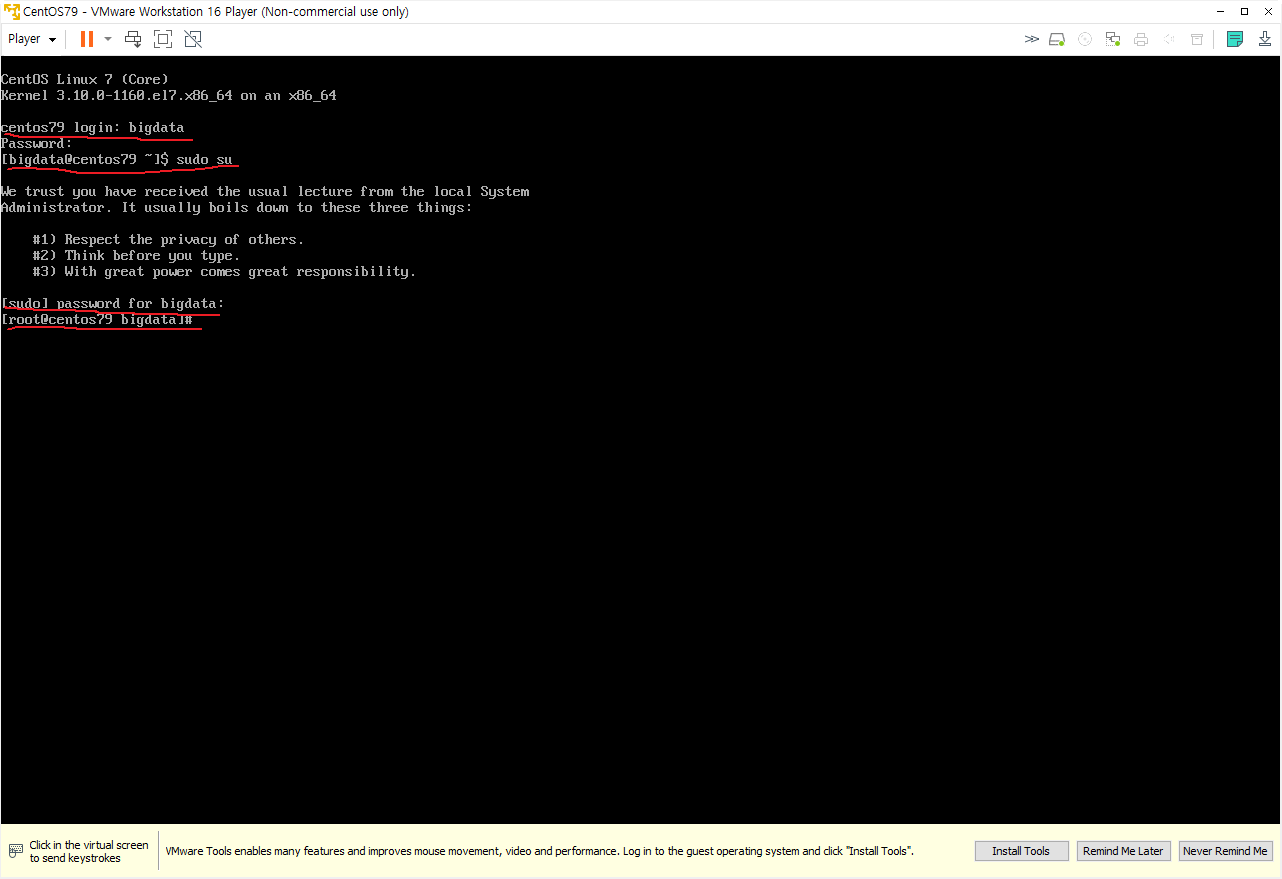 CentOS79 - VMware Workstation 16 Player (Non-commercial use only)
Player
CentOS Linux 7 (Core)
Kernel 3.10.0-1160.el7.x86_64 on an x86_64
centos79 login: bigdata
Password:
[bigdata@centos79 ~]$ sudo su
We trust you have received the usual lecture from the local System
Administrator. It usually boils down to these three things:
#1) Respect the privacy of others.
#2) Think before you type.
#3) With great power comes great responsibility.
[sudo] password for bigdata:
[root@centos79 bigdata]#
Click in the virtual screen
to send keystrokes
VMware Tools enables many features and improves mouse movement, video and performance. Log in to the guest operating system and click "Install Tools".
Install Tools
Remind Me Later
Never Remind Me